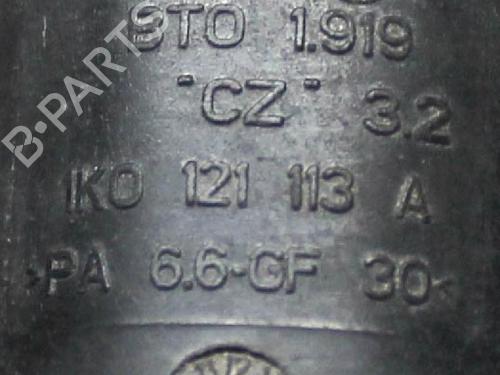 STO 1.919
"CZ" 3.2
1K0 121 113 A
>PA 6.6-GF 30<
B-PARTS